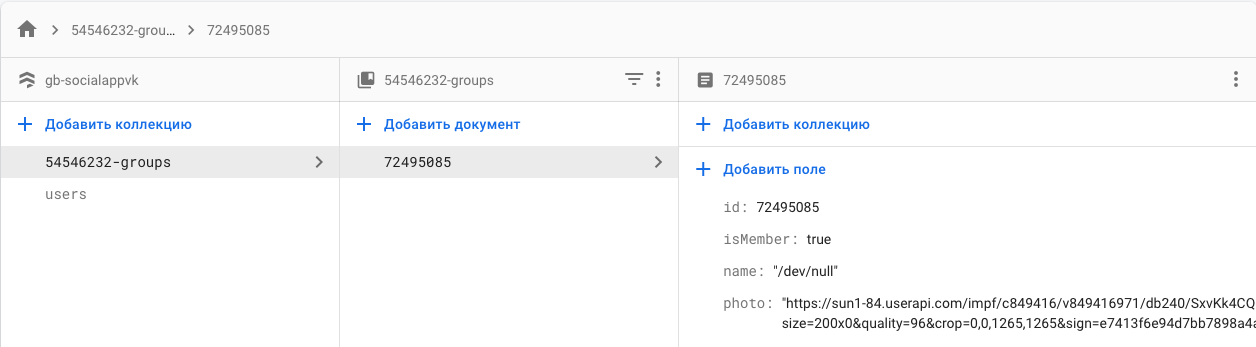 54546232-grou... 72495085
gb-socialappvk
54546232-groups
72495085
Добавить коллекцию
Добавить документ
Добавить коллекцию
54546232-groups
users
72495085
Добавить поле
id: 72495085
isMember: true
name: "/dev/null"
photo: "https://sun1-84.userapi.com/impf/c849416/v849416971/db240/SxvKk4CQ
size=200x0&quality=96&crop=0,0,1265,1265&sign=e7413f6e94d7bb7898a4a